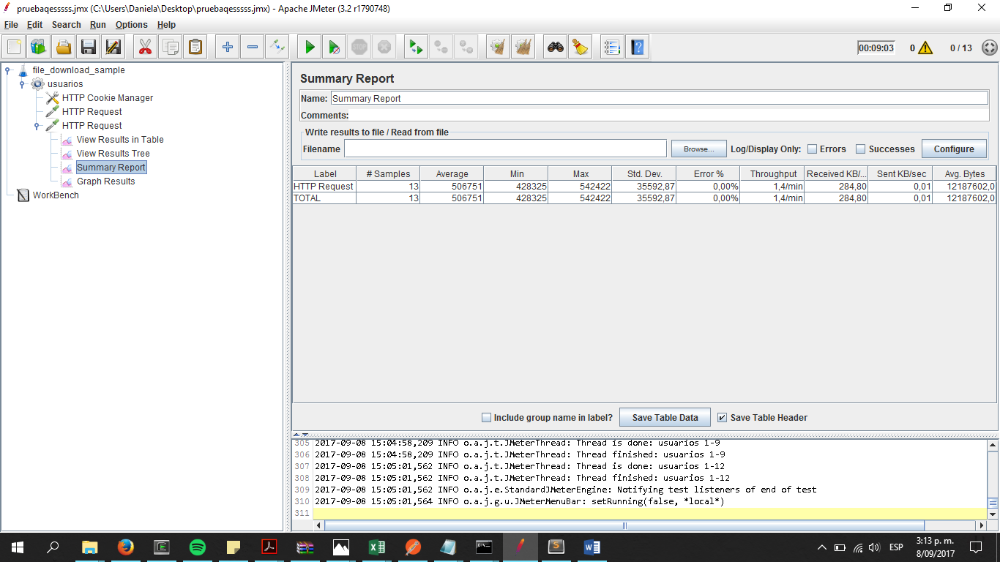 pruebaqesssss.jmx (C:\Users\Daniela\Desktop\pruebaqesssss.jmx) - Apache JMeter (3.2 r1790748)
File Edit Search Run Options Help
00:09:03 0 0 / 13
file_download_sample
usuarios
HTTP Cookie Manager
HTTP Request
HTTP Request
View Results in Table
View Results Tree
Summary Report
Graph Results
WorkBench
Summary Report
Name: Summary Report
Comments:
Write results to file / Read from file
Filename Browse... Log/Display Only: Errors Successes Configure
Label # Samples Average Min Max Std. Dev. Error % Throughput Received KB/... Sent KB/sec Avg. Bytes
HTTP Request 13 506751 428325 542422 35592,87 0,00% 1,4/min 284,80 0,01 12187602,0
TOTAL 13 506751 428325 542422 35592,87 0,00% 1,4/min 284,80 0,01 12187602,0
Include group name in label? Save Table Data Save Table Header
305 2017-09-08 15:04:58,209 INFO o.a.j.t.JMeterThread: Thread is done: usuarios 1-9
306 2017-09-08 15:04:58,209 INFO o.a.j.t.JMeterThread: Thread finished: usuarios 1-9
307 2017-09-08 15:05:01,562 INFO o.a.j.t.JMeterThread: Thread is done: usuarios 1-12
308 2017-09-08 15:05:01,562 INFO o.a.j.t.JMeterThread: Thread finished: usuarios 1-12
309 2017-09-08 15:05:01,562 INFO o.a.j.e.StandardJMeterEngine: Notifying test listeners of end of test
310 2017-09-08 15:05:01,564 INFO o.a.j.g.u.JMeterMenuBar: setRunning(false, *local*)
311
ESP 3:13 p. m.
8/09/2017